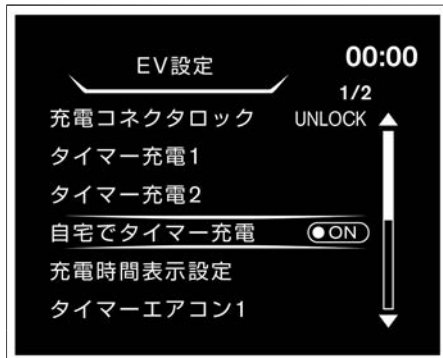 00:00
EV設定
1/2
充電コネクタロック UNLOCK
タイマー充電1
タイマー充電2
自宅でタイマー充電 ON
充電時間表示設定
タイマーエアコン1